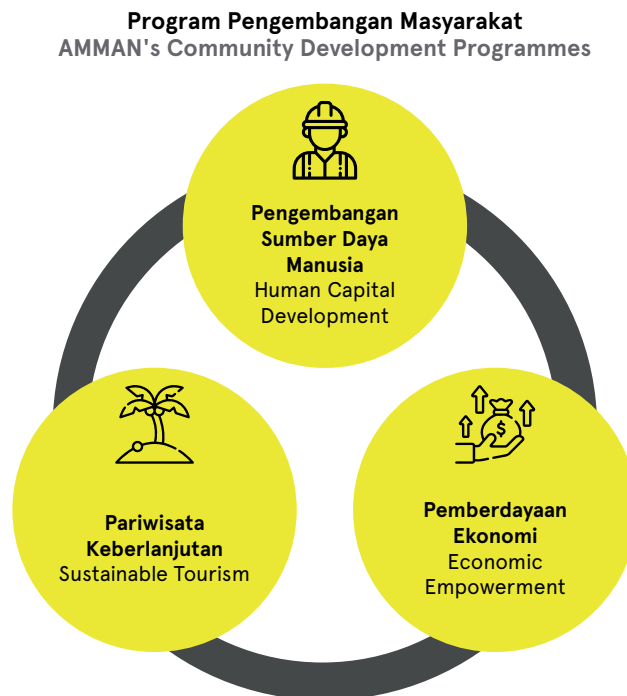 Program Pengembangan Masyarakat
AMMAN's Community Development Programmes
Pengembangan
Sumber Daya
Manusia
Human Capital
Development
Pariwisata
Keberlanjutan
Sustainable Tourism
$
Pemberdayaan
Ekonomi
Economic
Empowerment